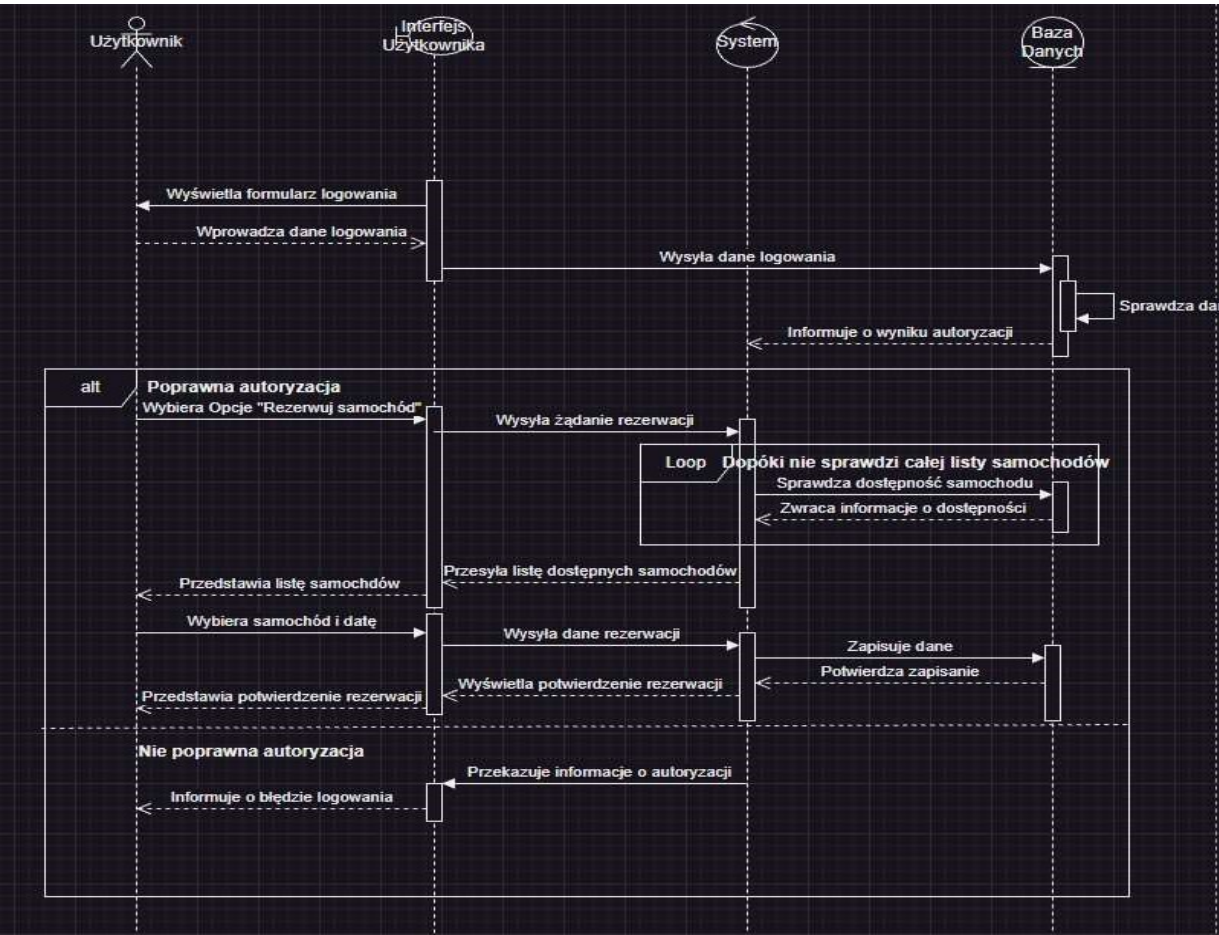 Użytkownik
Interfejs
Użytkownika
System
Baza
Danych
Wyświetla formularz logowania
Wprowadza dane logowania
Wysyła dane logowania
Sprawdza
Informuje o wyniku autoryzacji
alt
Poprawna autoryzacja
Wybiera Opcje "Rezerwuj samochód"
Wysyła żądanie rezerwacji
Loop
Dopóki nie sprawdzi całej listy samochodów
Sprawdza dostępność samochodu
Zwraca informacje o dostępności
Przesyła listę dostępnych samochodów
Przedstawia listę samochdów
Wybiera samochód i datę
Wysyła dane rezerwacji
Zapisuje dane
Potwierdza zapisanie
Wyświetla potwierdzenie rezerwacji
Przedstawia potwierdzenie rezerwacji
Nie poprawna autoryzacja
Przekazuje informacje o autoryzacji
Informuje o błędzie logowania